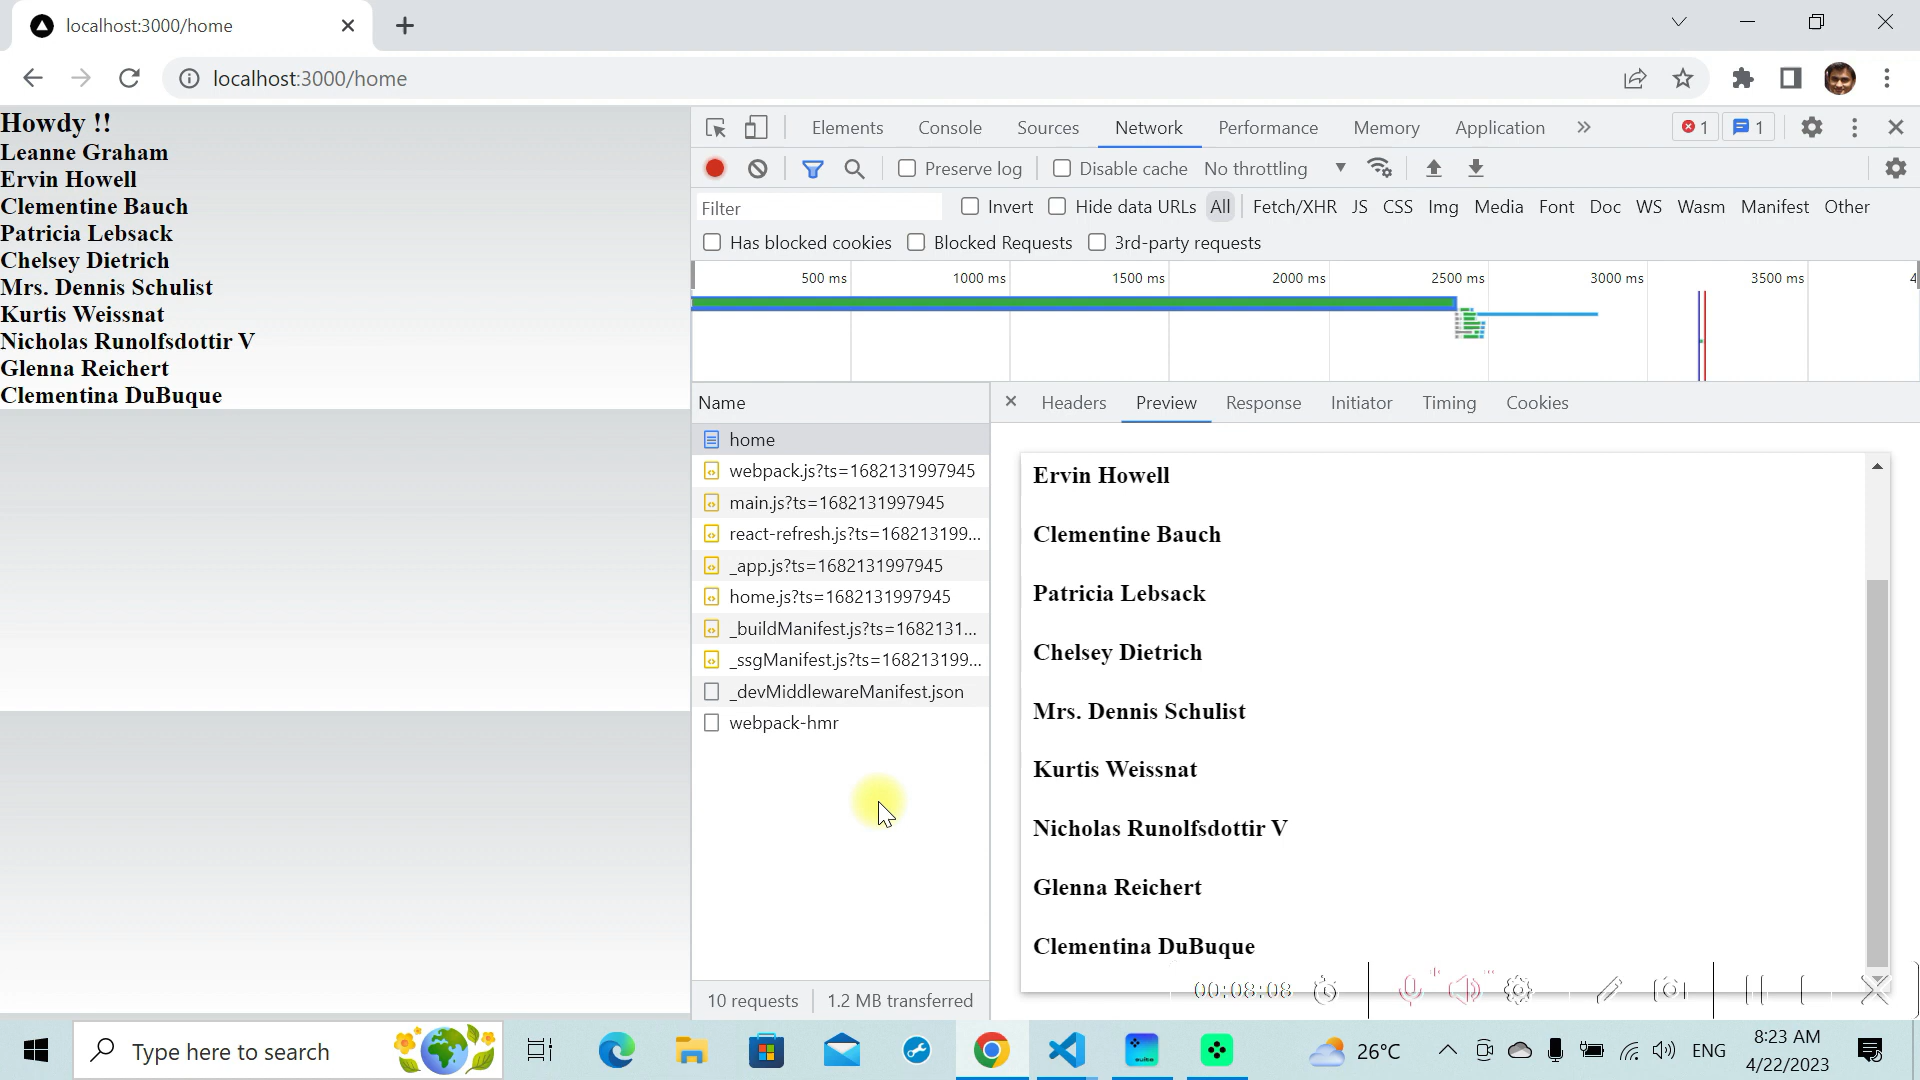 localhost:3000/home
localhost:3000/home
Howdy !!
Leanne Graham
Ervin Howell
Clementine Bauch
Patricia Lebsack
Chelsey Dietrich
Mrs. Dennis Schulist
Kurtis Weissnat
Nicholas Runolfsdottir V
Glenna Reichert
Clementina DuBuque
Elements Console Sources Network Performance Memory Application » 1 1
Preserve log Disable cache No throttling
Filter Invert Hide data URLs All Fetch/XHR JS CSS Img Media Font Doc WS Wasm Manifest Other
Has blocked cookies Blocked Requests 3rd-party requests
500 ms 1000 ms 1500 ms 2000 ms 2500 ms 3000 ms 3500 ms 4
Name
home
webpack.js?ts=1682131997945
main.js?ts=1682131997945
react-refresh.js?ts=168213199...
_app.js?ts=1682131997945
home.js?ts=1682131997945
_buildManifest.js?ts=1682131...
_ssgManifest.js?ts=168213199...
_devMiddlewareManifest.json
webpack-hmr
10 requests 1.2 MB transferred
Headers Preview Response Initiator Timing Cookies
Ervin Howell
Clementine Bauch
Patricia Lebsack
Chelsey Dietrich
Mrs. Dennis Schulist
Kurtis Weissnat
Nicholas Runolfsdottir V
Glenna Reichert
Clementina DuBuque
00:08:08
Type here to search
suite
26°C
ENG
8:23 AM
4/22/2023